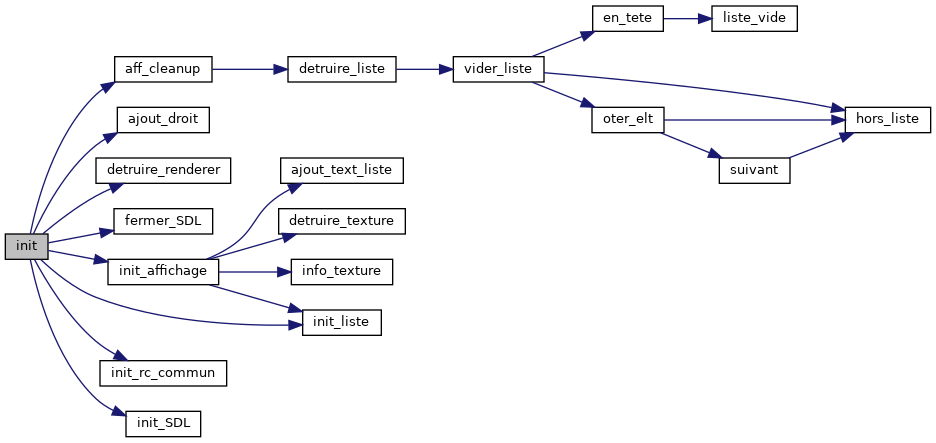 en_tete
liste_vide
aff_cleanup
detruire_liste
vider_liste
ajout_droit
oter_elt
hors_liste
detruire_renderer
ajout_text_liste
suivant
fermer_SDL
detruire_texture
init
init_affichage
info_texture
init_liste
init_rc_commun
init_SDL